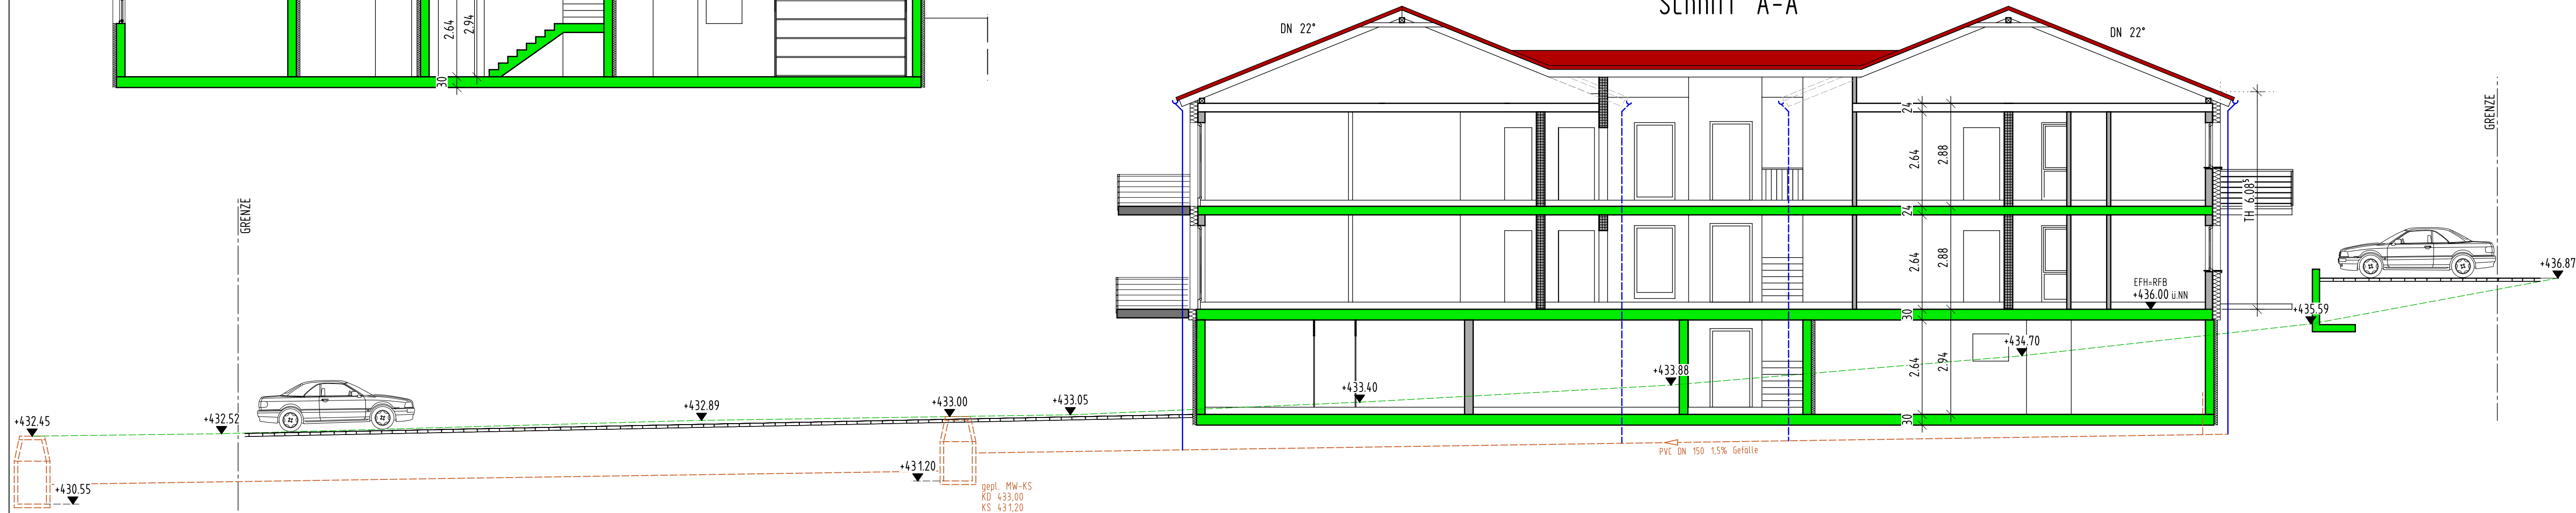 SCHNITT A-A
DN 22°
DN 22°
2.64
2.94
30
GRENZE
GRENZE
24
2.64
2.88
24
2.64
2.88
30
2.64
2.94
30
TH 6.08⁵
EFH=RFB
+436.00 ü.NN
+436.87
+435.59
+434.70
+433.88
+433.40
+433.05
+433.00
+432.89
+432.52
+432.45
+431.20
+430.55
PVC DN 150 1,5% Gefälle
gepl. MW-KS
KD 433,00
KS 431,20